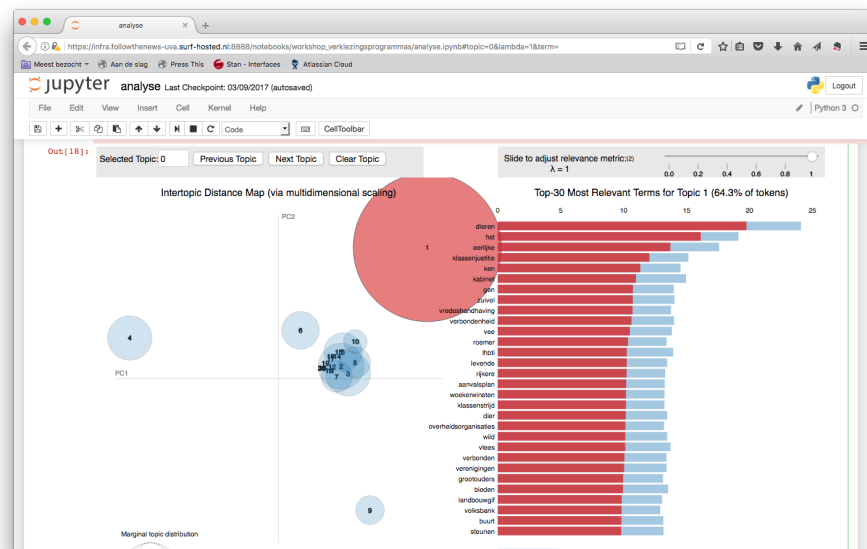 analyse
https://infra.followthenews-uva.surf-hosted.nl:8888/notebooks/workshop_verkiezingsprogrammas/analyse.ipynb#topic=0&lambda=1&term=
Meest bezocht Aan de slag Press This Stan - Interfaces Atlassian Cloud
jupyter analyse Last Checkpoint: 03/09/2017 (autosaved) Logout
File Edit View Insert Cell Kernel Help Python 3
Code CellToolbar
Out[18]:
Selected Topic: 0 Previous Topic Next Topic Clear Topic
Slide to adjust relevance metric:(2)
λ = 1
0.0 0.2 0.4 0.6 0.8 1
Intertopic Distance Map (via multidimensional scaling)
Top-30 Most Relevant Terms for Topic 1 (64.3% of tokens)
PC2
0 5 10 15 20 25
dieren
hst
eerlijke
1
klassenjustitie
ken
kabinet
gen
zuivel
vredeshandhaving
verbondenheid
6
vee
4
10
roemer
lhbti
8
levende
2
3
7
PC1
rijkere
aanvalsplan
woekerwinsten
klassenstrijd
dier
overheidsorganisaties
wild
vlees
verbonden
verenigingen
grootouders
bieden
landbouwgif
9
volksbank
buurt
steunen
Marginal topic distribution